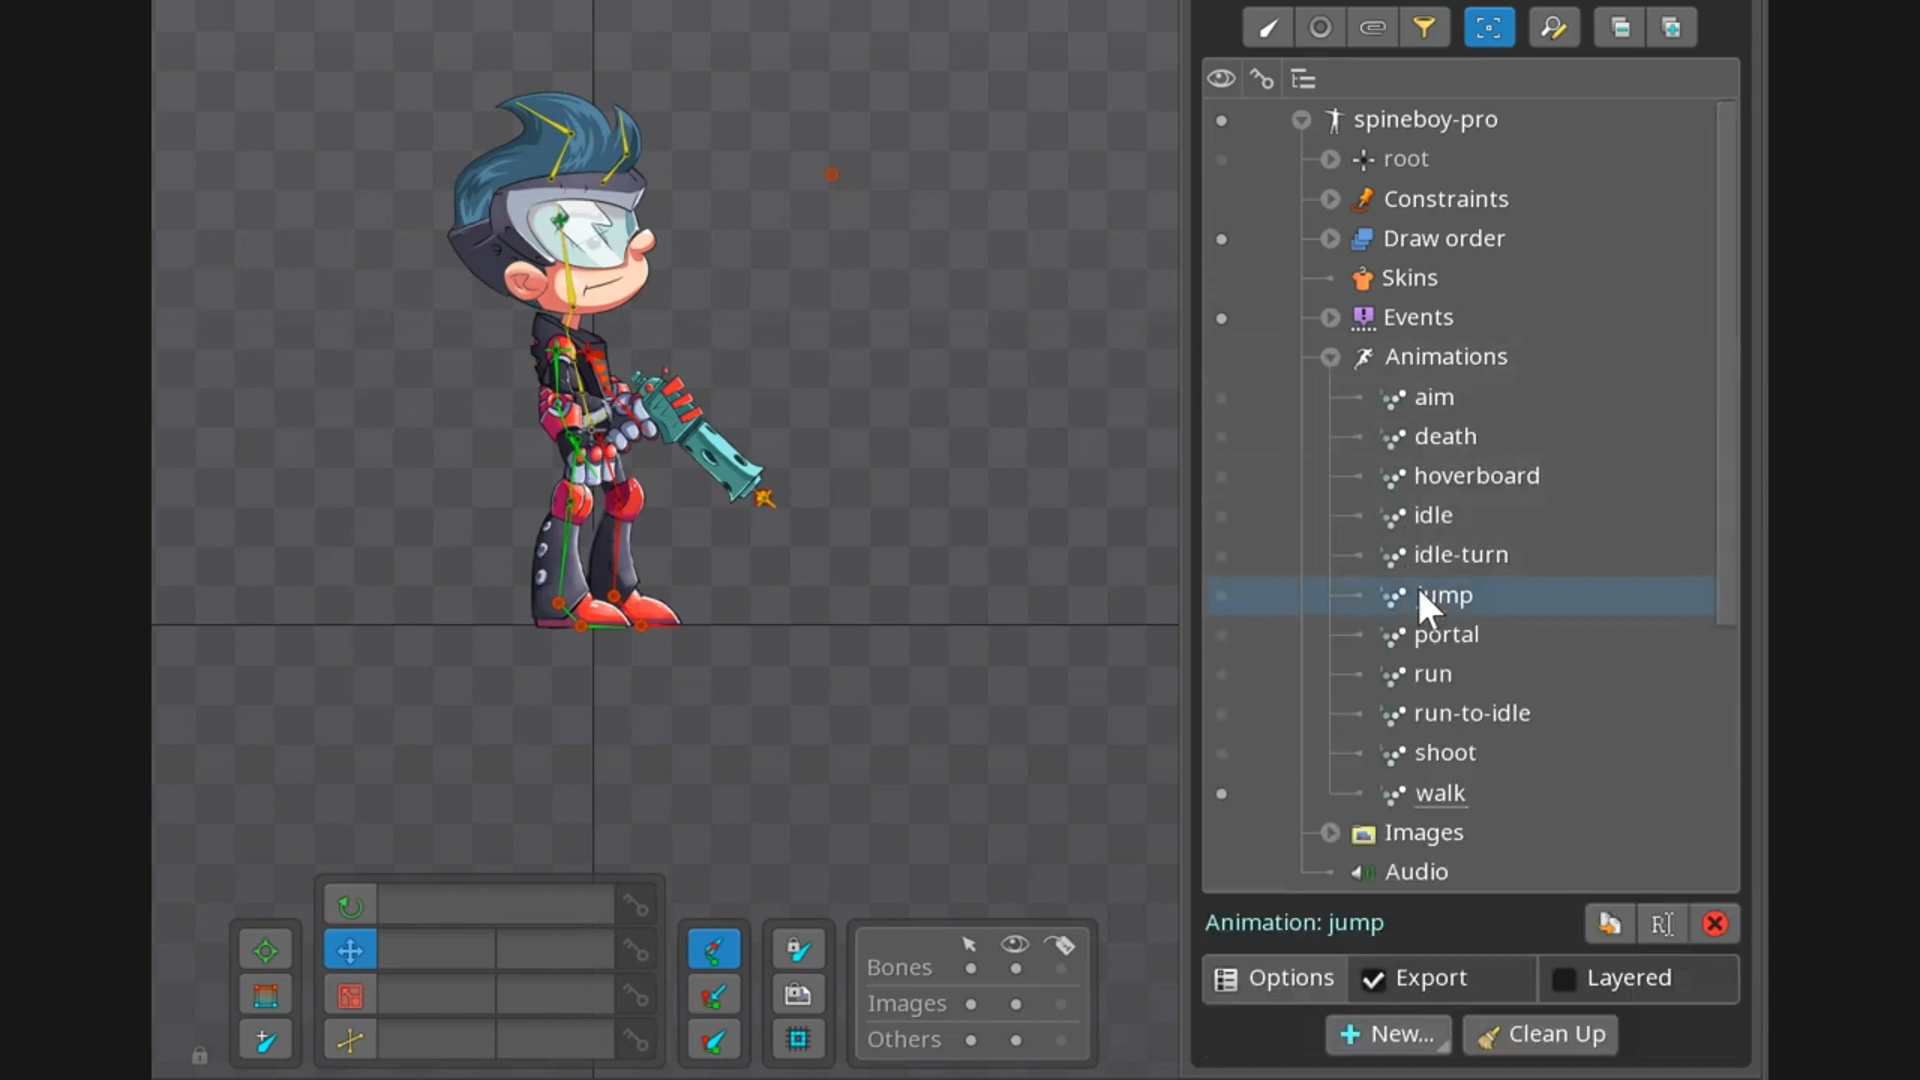 spineboy-pro
root
Constraints
Draw order
Skins
Events
Animations
aim
death
hoverboard
idle
idle-turn
jump
portal
run
run-to-idle
shoot
walk
Images
Audio
Animation: jump
Options Export Layered
New... Clean Up
Bones
Images
Others